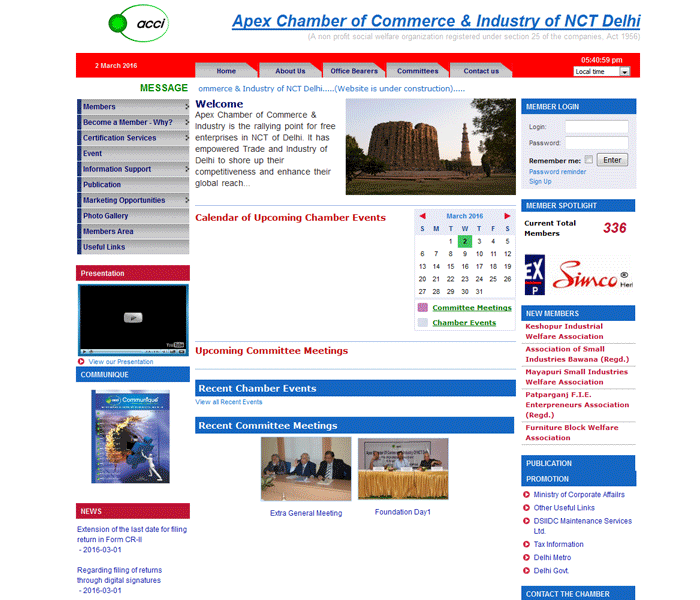 acci
Apex Chamber of Commerce & Industry of NCT Delhi
(A non profit social welfare organization registered under section 25 of the companies, Act 1956)
2 March 2016
Home
About Us
Office Bearers
Committees
Contact us
05:40:59 pm
Local time
MESSAGE
ommerce & Industry of NCT Delhi.....(Website is under construction).....
Members
Become a Member - Why?
Certification Services
Event
Information Support
Publication
Marketing Opportunities
Photo Gallery
Members Area
Useful Links
Presentation
YouTube
View our Presentation
COMMUNIQUE
Communique
NEWS
Extension of the last date for filing
return in Form CR-II
- 2016-03-01
Regarding filing of returns
through digital signatures
- 2016-03-01
Welcome
Apex Chamber of Commerce &
Industry is the rallying point for free
enterprises in NCT of Delhi. It has
empowered Trade and Industry of
Delhi to shore up their
competitiveness and enhance their
global reach...
Calendar of Upcoming Chamber Events
March 2016
S M T W T F S
1 2 3 4 5
6 7 8 9 10 11 12
13 14 15 16 17 18 19
20 21 22 23 24 25 26
27 28 29 30 31
Committee Meetings
Chamber Events
Upcoming Committee Meetings
Recent Chamber Events
View all Recent Events
Recent Committee Meetings
Extra General Meeting
Foundation Day1
MEMBER LOGIN
Login:
Password:
Remember me:
Enter
Password reminder
Sign Up
MEMBER SPOTLIGHT
Current Total
Members
336
EX
P
Simco ®
Her
NEW MEMBERS
Keshopur Industrial
Welfare Association
Association of Small
Industries Bawana (Regd.)
Mayapuri Small Industries
Welfare Association
Patparganj F.I.E.
Enterpreneurs Association
(Regd.)
Furniture Block Welfare
Association
PUBLICATION
PROMOTION
Ministry of Corporate Affairs
Other Useful Links
DSIIDC Maintenance Services
Ltd.
Tax Information
Delhi Metro
Delhi Govt.
CONTACT THE CHAMBER